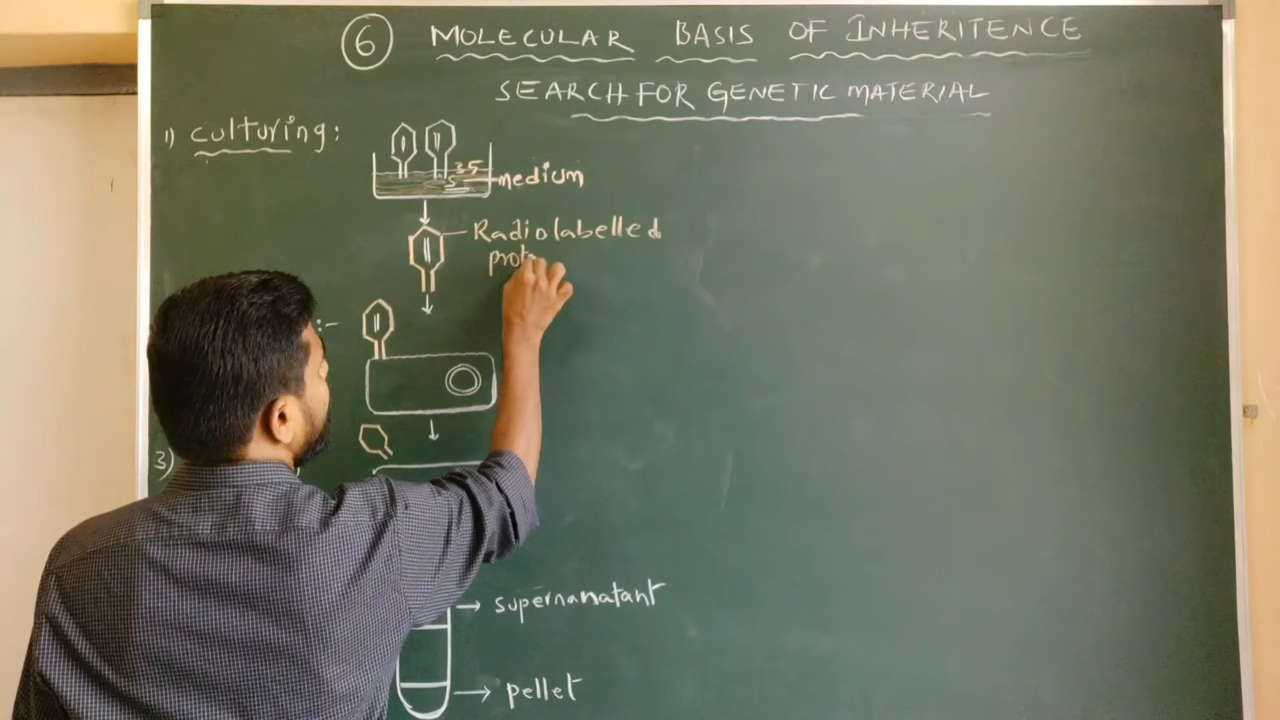 6 MOLECULAR BASIS OF INHERITENCE
SEARCH FOR GENETIC MATERIAL
1) culturing:
35
S
medium
Radiolabelled
prot
:-
3)
supernanatant
pellet